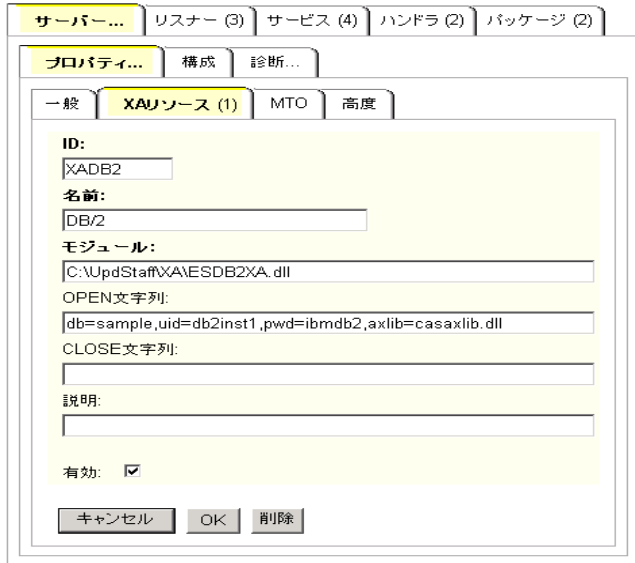 サーバー... リスナー (3) サービス (4) ハンドラ (2) パッケージ (2)
プロパティ... 構成 診断...
一般 XAリソース (1) MTO 高度
ID:
XADB2
名前:
DB/2
モジュール:
C:\UpdStaff\XA\ESDB2XA.dll
OPEN文字列:
db=sample,uid=db2inst1,pwd=ibmdb2,axlib=casaxlib.dll
CLOSE文字列:
説明:
有効:
キャンセル OK 削除